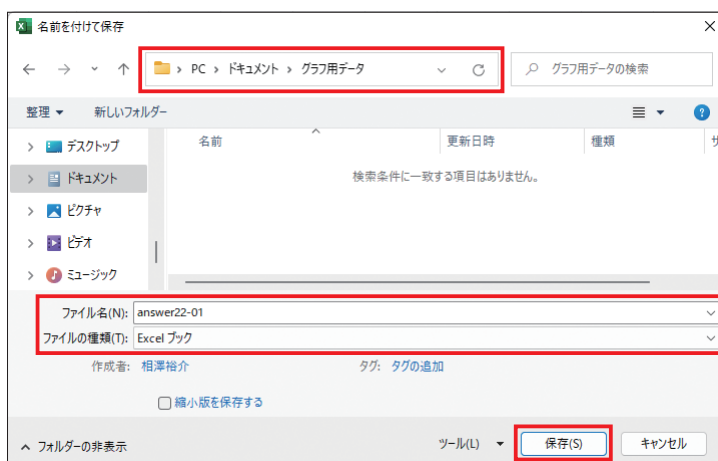 名前を付けて保存
PC › ドキュメント › グラフ用データ
グラフ用データの検索
整理 新しいフォルダー
名前 更新日時 種類 サ
デスクトップ
ドキュメント
検索条件に一致する項目はありません。
ピクチャ
ビデオ
ミュージック
ファイル名(N): answer22-01
ファイルの種類(T): Excel ブック
作成者: 相澤裕介 タグ: タグの追加
縮小版を保存する
フォルダーの非表示 ツール(L) 保存(S) キャンセル